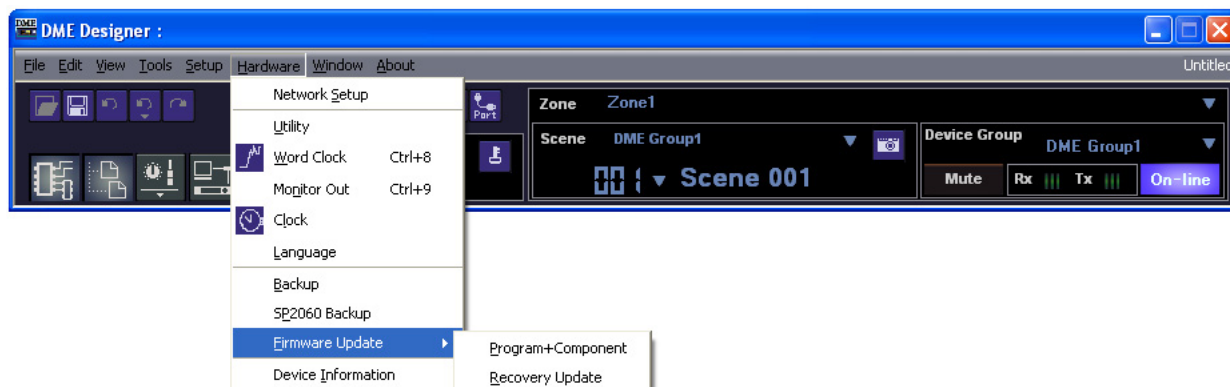 DME Designer :
File Edit View Tools Setup Hardware Window About Untitled
Network Setup
Utility
Word Clock Ctrl+8
Monitor Out Ctrl+9
Clock
Language
Backup
SP2060 Backup
Firmware Update
Device Information
Program+Component
Recovery Update
Port
Zone Zone1
Scene DME Group1
001 Scene 001
Device Group DME Group1
Mute Rx Tx On-line